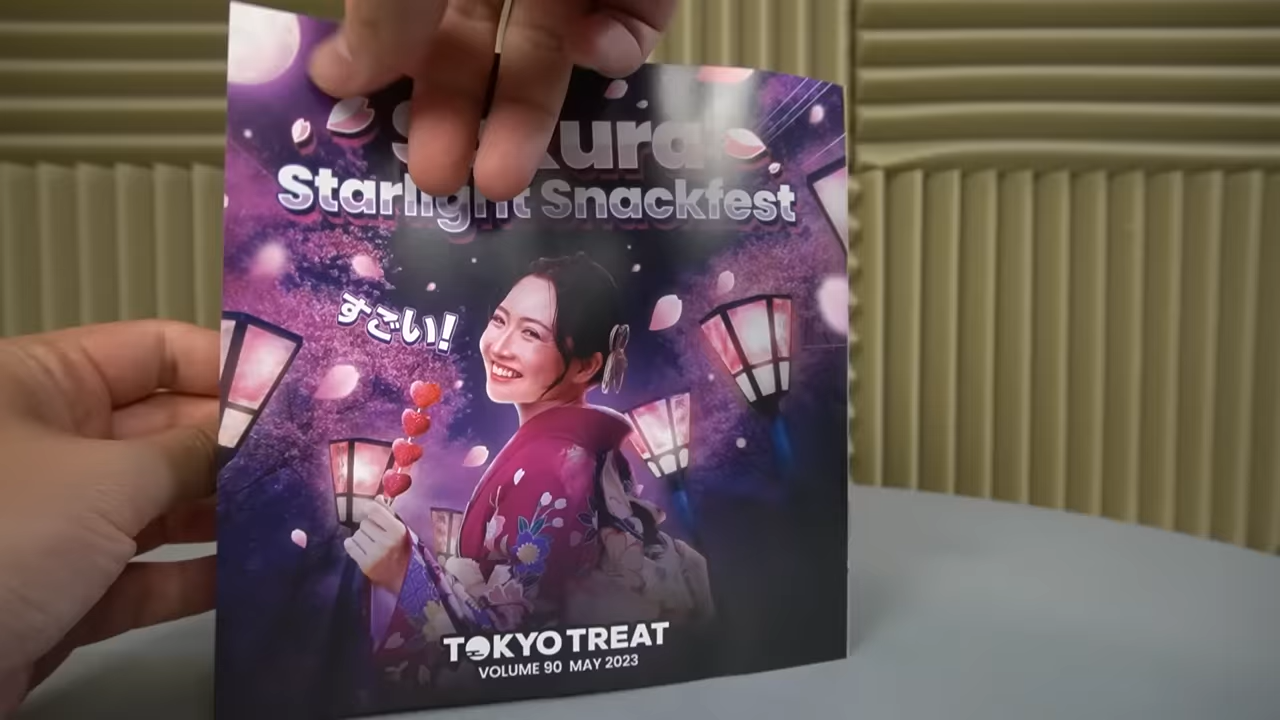 Sakura
Starlight Snackfest
すごい!
TOKYO TREAT
VOLUME 90 MAY 2023